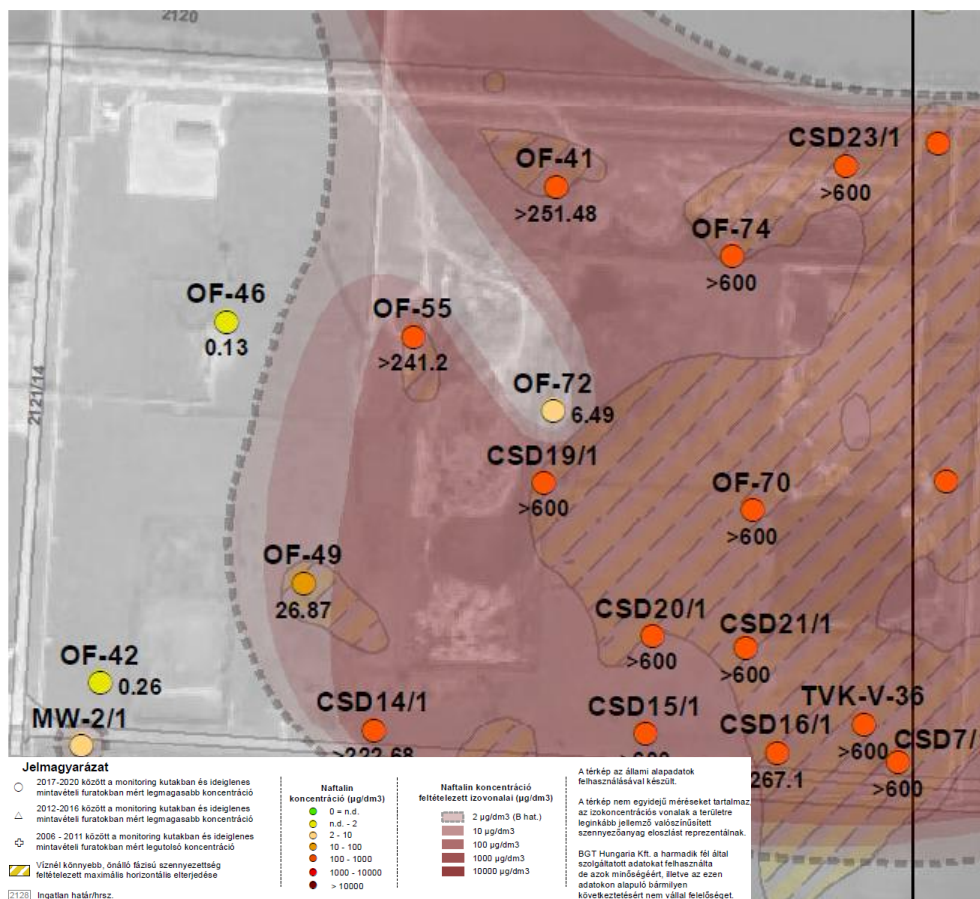 2120
CSD23/1
OF-41
>600
>251.48
OF-74
>600
OF-46
OF-55
0.13
>241.2
OF-72
6.49
2121/14
CSD19/1
OF-70
>600
>600
OF-49
26.87
CSD20/1
CSD21/1
>600
>600
OF-42
0.26
TVK-V-36
CSD14/1
CSD15/1
MW-2/1
CSD16/1
>600
CSD7/
>222.68
>600
267.1
>600
Jelmagyarázat
2017-2020 között a monitoring kutakban és ideiglenes
mintavételi furatokban mért legmagasabb koncentráció
2012-2016 között a monitoring kutakban és ideiglenes
mintavételi furatokban mért legmagasabb koncentráció
2006 - 2011 között a monitoring kutakban és ideiglenes
mintavételi furatokban mért legutolsó koncentráció
Víznél könnyebb, önálló fázisú szennyezettség
feltételezett maximális horizontális elterjedése
2128 Ingatlan határ/hrsz.
Naftalin
koncentráció (µg/dm3)
0 = n.d.
n.d. - 2
2 - 10
10 - 100
100 - 1000
1000 - 10000
> 10000
Naftalin koncentráció
feltételezett izovonalai (µg/dm3)
2 µg/dm3 (B hat.)
10 µg/dm3
100 µg/dm3
1000 µg/dm3
10000 µg/dm3
A térkép az állami alapadatok
felhasználásával készült.
A térkép nem egyidejű méréseket tartalmaz,
az izokoncentrációs vonalak a területre
leginkább jellemző valószínűsített
szennyezőanyag eloszlást reprezentálnak.
BGT Hungaria Kft. a harmadik fél által
szolgáltatott adatokat felhasználta
de azok minőségéért, illetve az ezen
adatokon alapuló bármilyen
következtetésért nem vállal felelőséget.